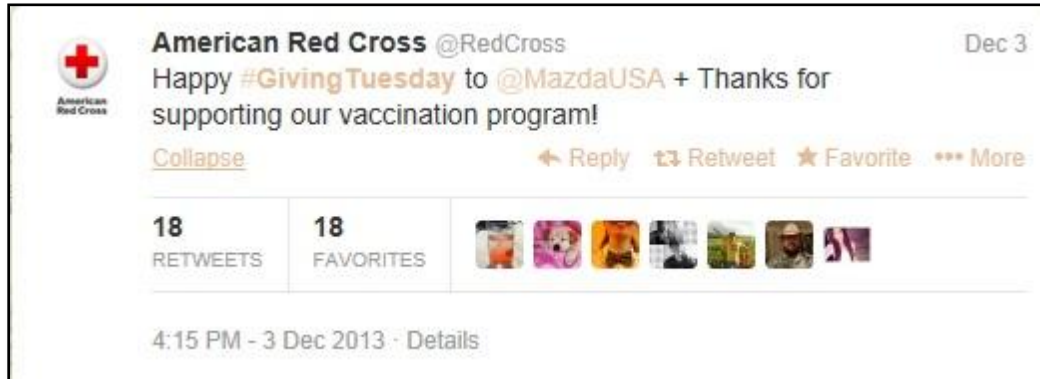 American Red Cross @RedCross Dec 3
Happy #GivingTuesday to @MazdaUSA + Thanks for
supporting our vaccination program!
American
Red Cross
Collapse Reply Retweet Favorite More
18 18
RETWEETS FAVORITES
4:15 PM - 3 Dec 2013 · Details